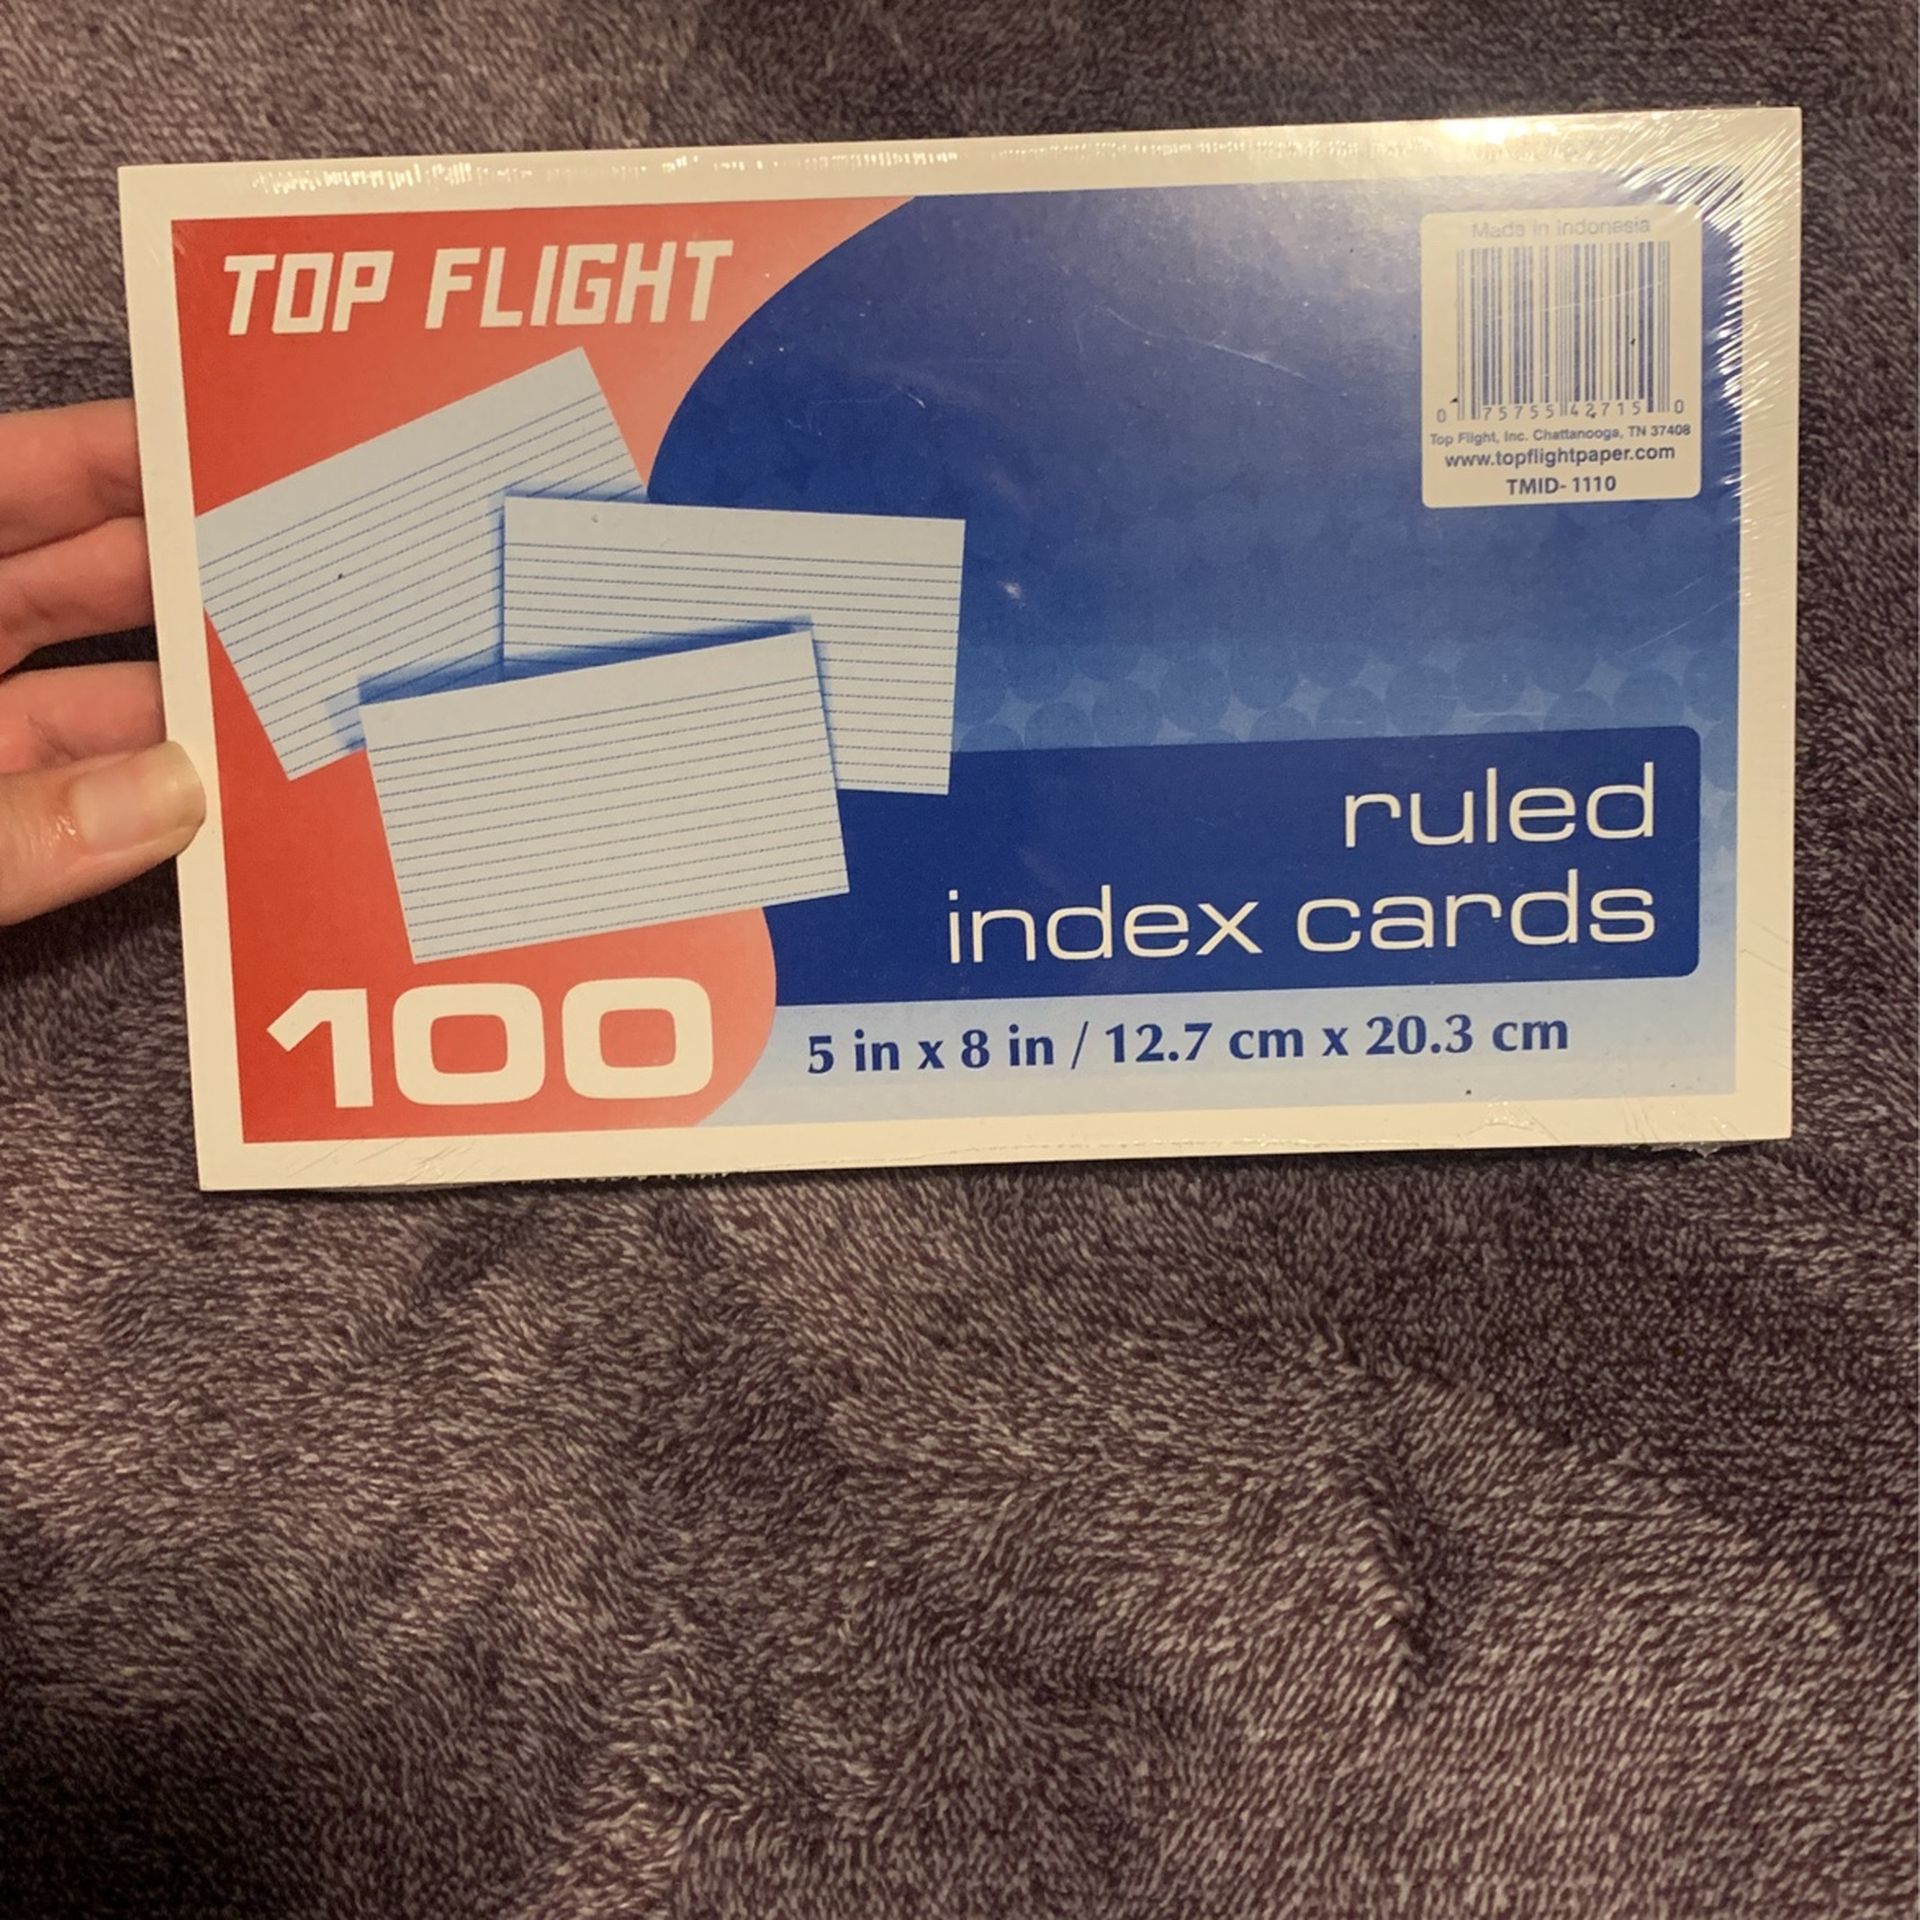 TOP FLIGHT
Made in Indonesia
0 75755 42715 0
Top Flight, Inc. Chattanooga, TN 37408
www.topflightpaper.com
TMID-1110
ruled
index cards
100
5 in x 8 in / 12.7 cm x 20.3 cm